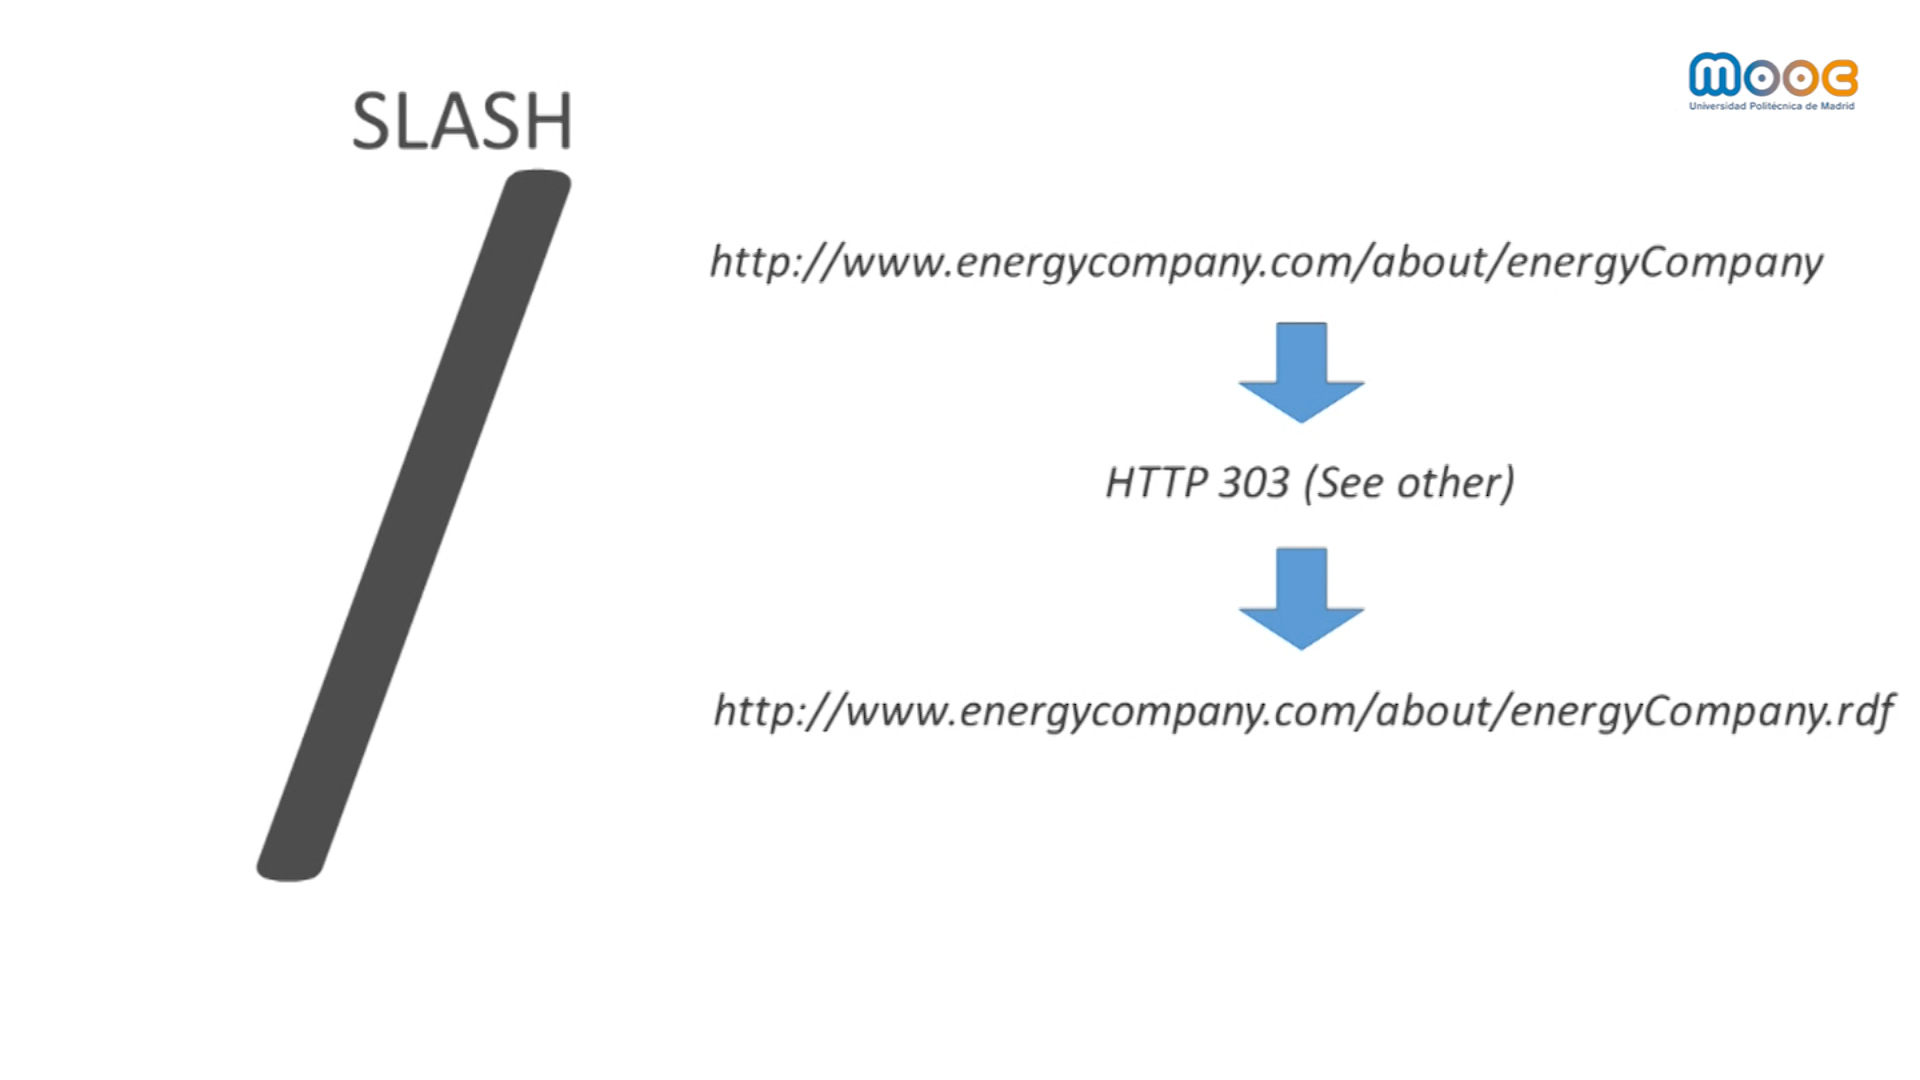 SLASH
mooc
Universidad Politécnica de Madrid
http://www.energycompany.com/about/energyCompany
HTTP 303 (See other)
http://www.energycompany.com/about/energyCompany.rdf